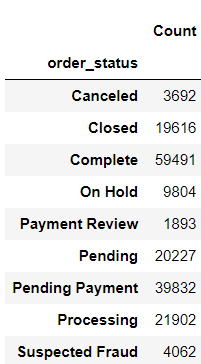 Count
order_status
Canceled 3692
Closed 19616
Complete 59491
On Hold 9804
Payment Review 1893
Pending 20227
Pending Payment 39832
Processing 21902
Suspected Fraud 4062